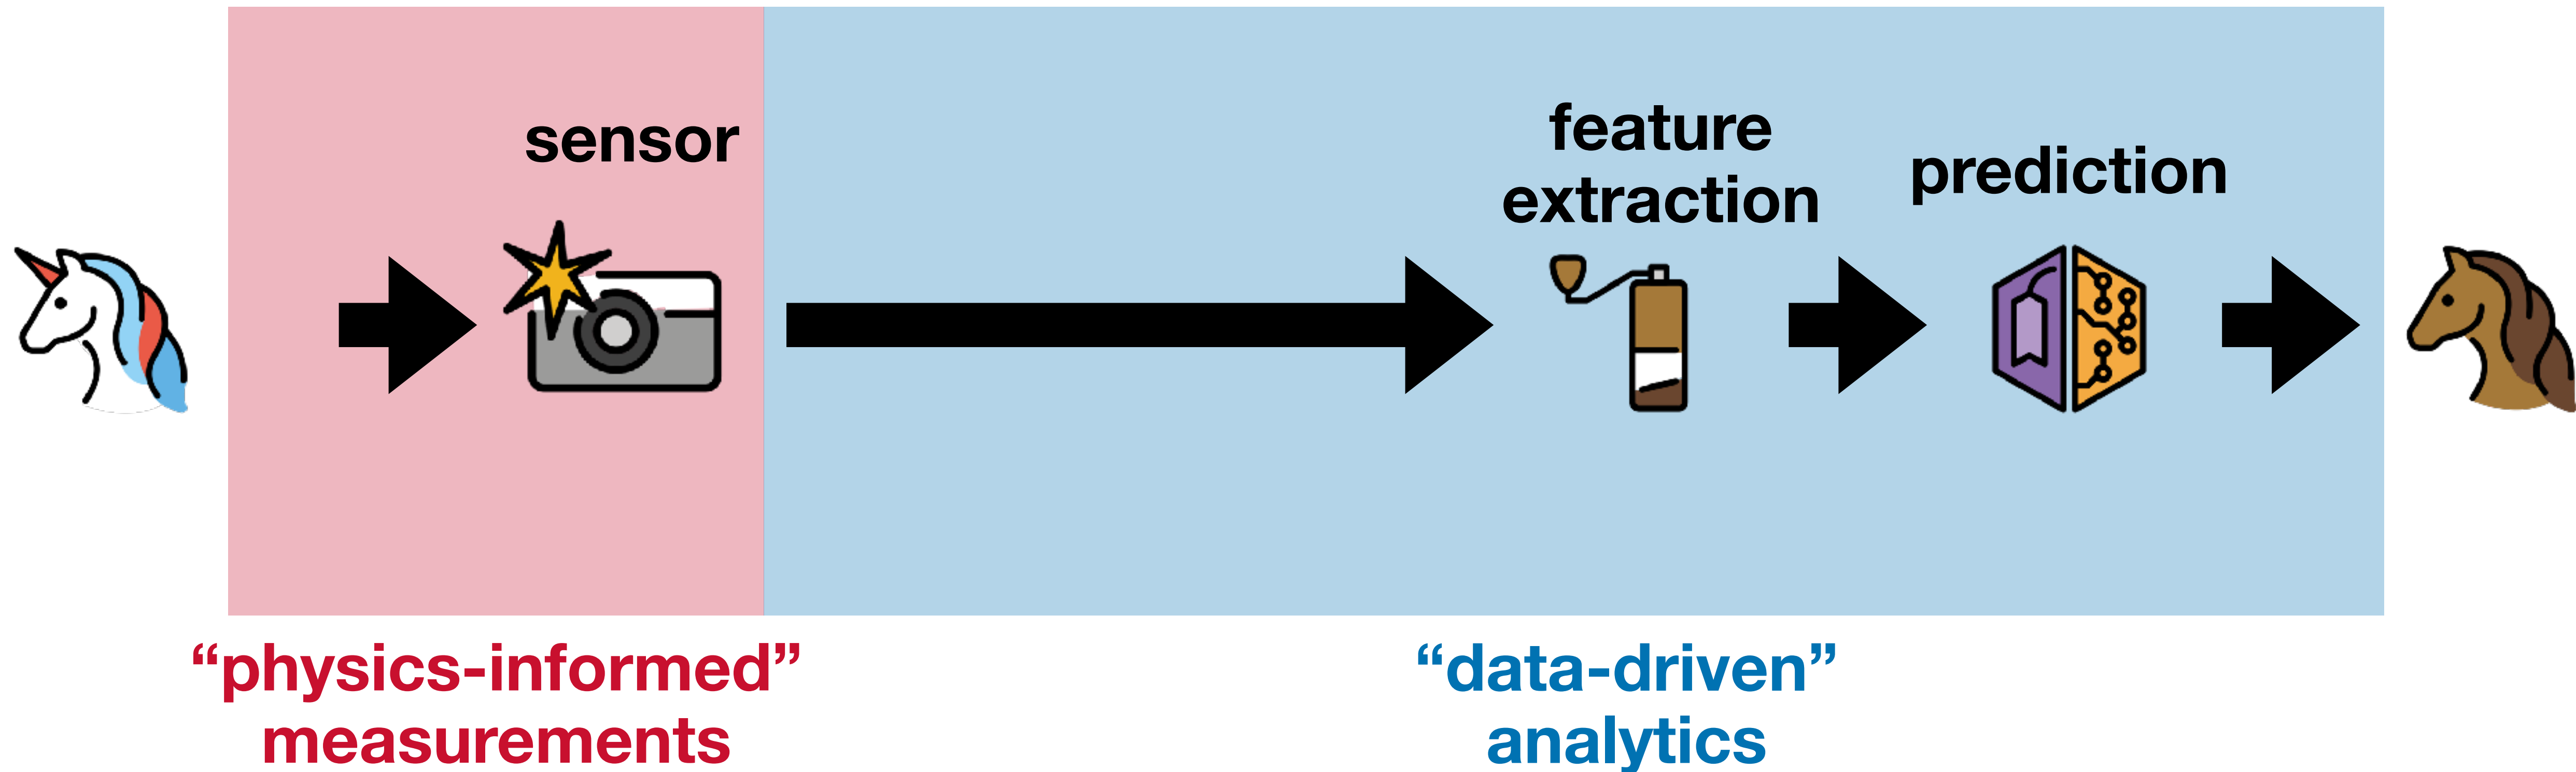 sensor
feature
extraction
prediction
“physics-informed”
measurements
“data-driven”
analytics